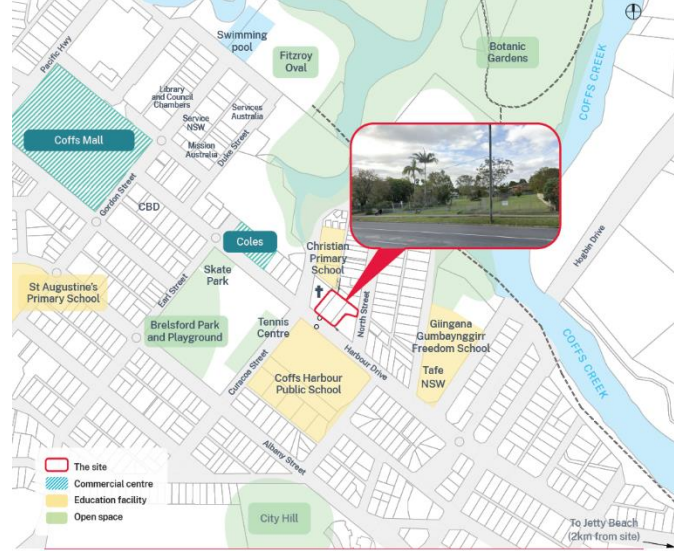 Swimming
pool
Fitzroy
Oval
Botanic
Gardens
COFFS CREEK
Pacific Hwy
Library
and Council
Chambers
Services
Australia
Service
NSW
Mission
Australia
Duke Street
Coffs Mall
Gordon Street
CBD
Coles
Christian
Primary
School
Hogbin Drive
St Augustine's
Primary School
Earl Street
Skate
Park
Brelsford Park
and Playground
Tennis
Centre
Curacoa Street
North Street
Harbour Drive
Giingana
Gumbaynggirr
Freedom School
Tafe
NSW
COFFS CREEK
Coffs Harbour
Public School
Albany Street
The site
Commercial centre
Education facility
Open space
City Hill
To Jetty Beach
(2km from site)